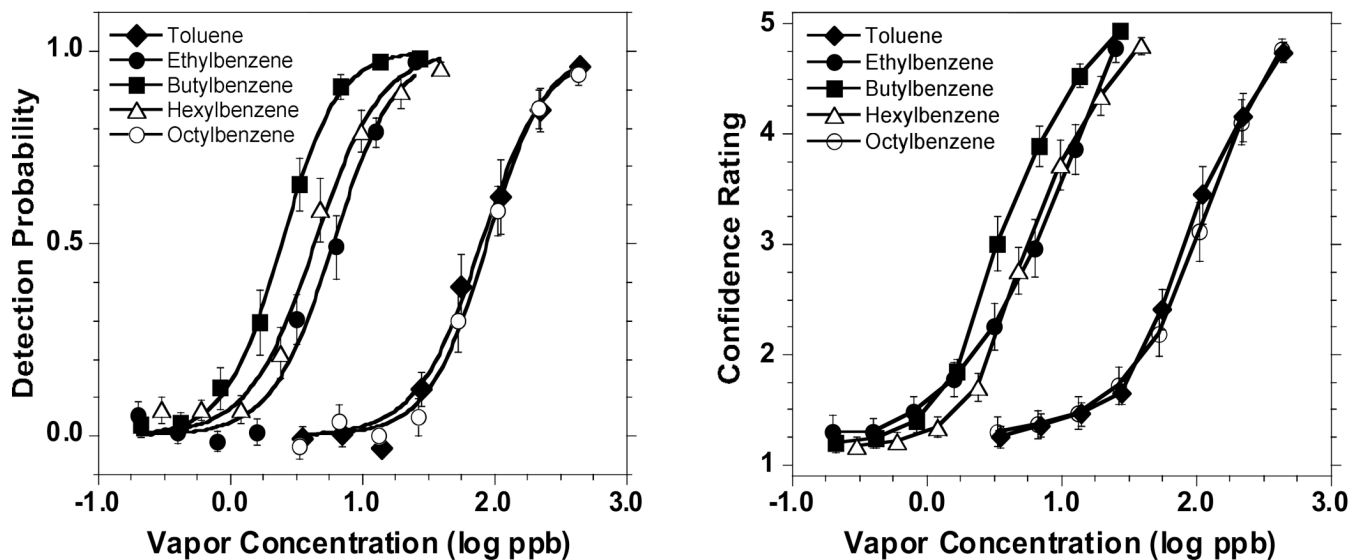 Toluene
Ethylbenzene
Butylbenzene
Hexylbenzene
Octylbenzene
1.0
0.5
0.0
Detection Probability
-1.0
0.0
1.0
2.0
3.0
Vapor Concentration (log ppb)
Toluene
Ethylbenzene
Butylbenzene
Hexylbenzene
Octylbenzene
5
4
3
2
1
Confidence Rating
-1.0
0.0
1.0
2.0
3.0
Vapor Concentration (log ppb)